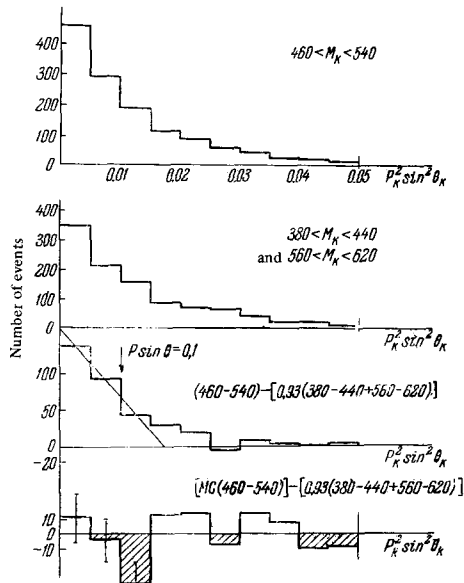 400
300
200
100
0
460<M_K<540
0.01 0.02 0.03 0.04 0.05 P_K^2 sin^2 θ_K
400
300
200
100
0
380<M_K<440
and 560<M_K<620
P_K^2 sin^2 θ_K
Number of events
P sin θ=0,1
100
0
-20
(460-540)-[0,93(380-440+560-620)]
P_K^2 sin^2 θ_K
[MC(460-540)]-[0,93(380-440+560-620)]
10
0
-10
P_K^2 sin^2 θ_K